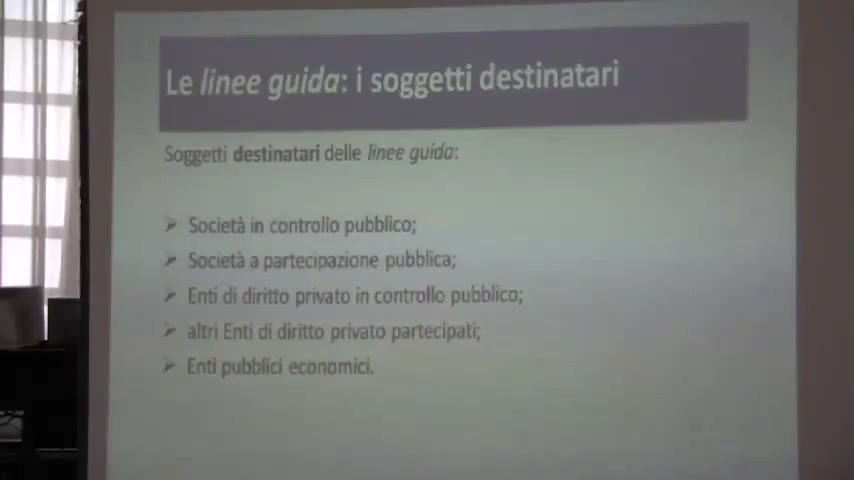 Le linee guida: i soggetti destinatari
Soggetti destinatari delle linee guida:
➢ Società in controllo pubblico;
➢ Società a partecipazione pubblica;
➢ Enti di diritto privato in controllo pubblico;
➢ altri Enti di diritto privato partecipati;
➢ Enti pubblici economici.